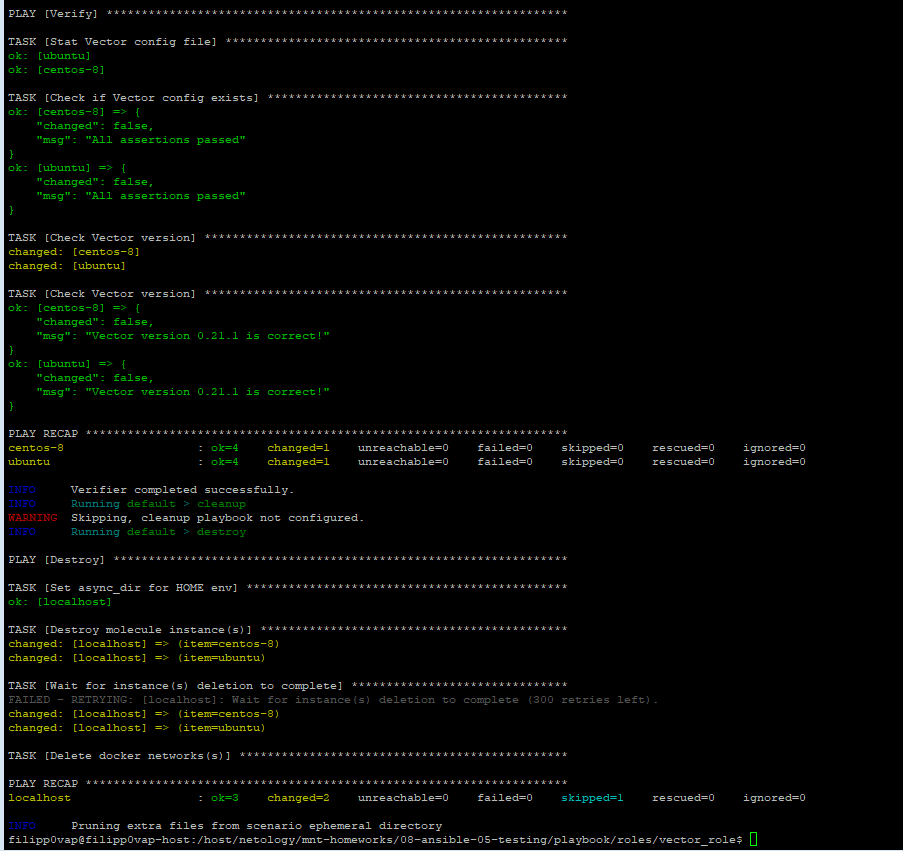 PLAY [Verify] ******************************************************************
TASK [Stat Vector config file] *************************************************
ok: [ubuntu]
ok: [centos-8]
TASK [Check if Vector config exists] *******************************************
ok: [centos-8] => {
    "changed": false,
    "msg": "All assertions passed"
}
ok: [ubuntu] => {
    "changed": false,
    "msg": "All assertions passed"
}
TASK [Check Vector version] ****************************************************
changed: [centos-8]
changed: [ubuntu]
TASK [Check Vector version] ****************************************************
ok: [centos-8] => {
    "changed": false,
    "msg": "Vector version 0.21.1 is correct!"
}
ok: [ubuntu] => {
    "changed": false,
    "msg": "Vector version 0.21.1 is correct!"
}
PLAY RECAP *********************************************************************
centos-8                   : ok=4    changed=1    unreachable=0    failed=0    skipped=0    rescued=0    ignored=0
ubuntu                     : ok=4    changed=1    unreachable=0    failed=0    skipped=0    rescued=0    ignored=0
INFO     Verifier completed successfully.
INFO     Running default > cleanup
WARNING  Skipping, cleanup playbook not configured.
INFO     Running default > destroy
PLAY [Destroy] *****************************************************************
TASK [Set async_dir for HOME env] **********************************************
ok: [localhost]
TASK [Destroy molecule instance(s)] ********************************************
changed: [localhost] => (item=centos-8)
changed: [localhost] => (item=ubuntu)
TASK [Wait for instance(s) deletion to complete] *******************************
FAILED - RETRYING: [localhost]: Wait for instance(s) deletion to complete (300 retries left).
changed: [localhost] => (item=centos-8)
changed: [localhost] => (item=ubuntu)
TASK [Delete docker networks(s)] ***********************************************
PLAY RECAP *********************************************************************
localhost                  : ok=3    changed=2    unreachable=0    failed=0    skipped=1    rescued=0    ignored=0
INFO     Pruning extra files from scenario ephemeral directory
filipp0vap@filipp0vap-host:/host/netology/mnt-homeworks/08-ansible-05-testing/playbook/roles/vector_role$